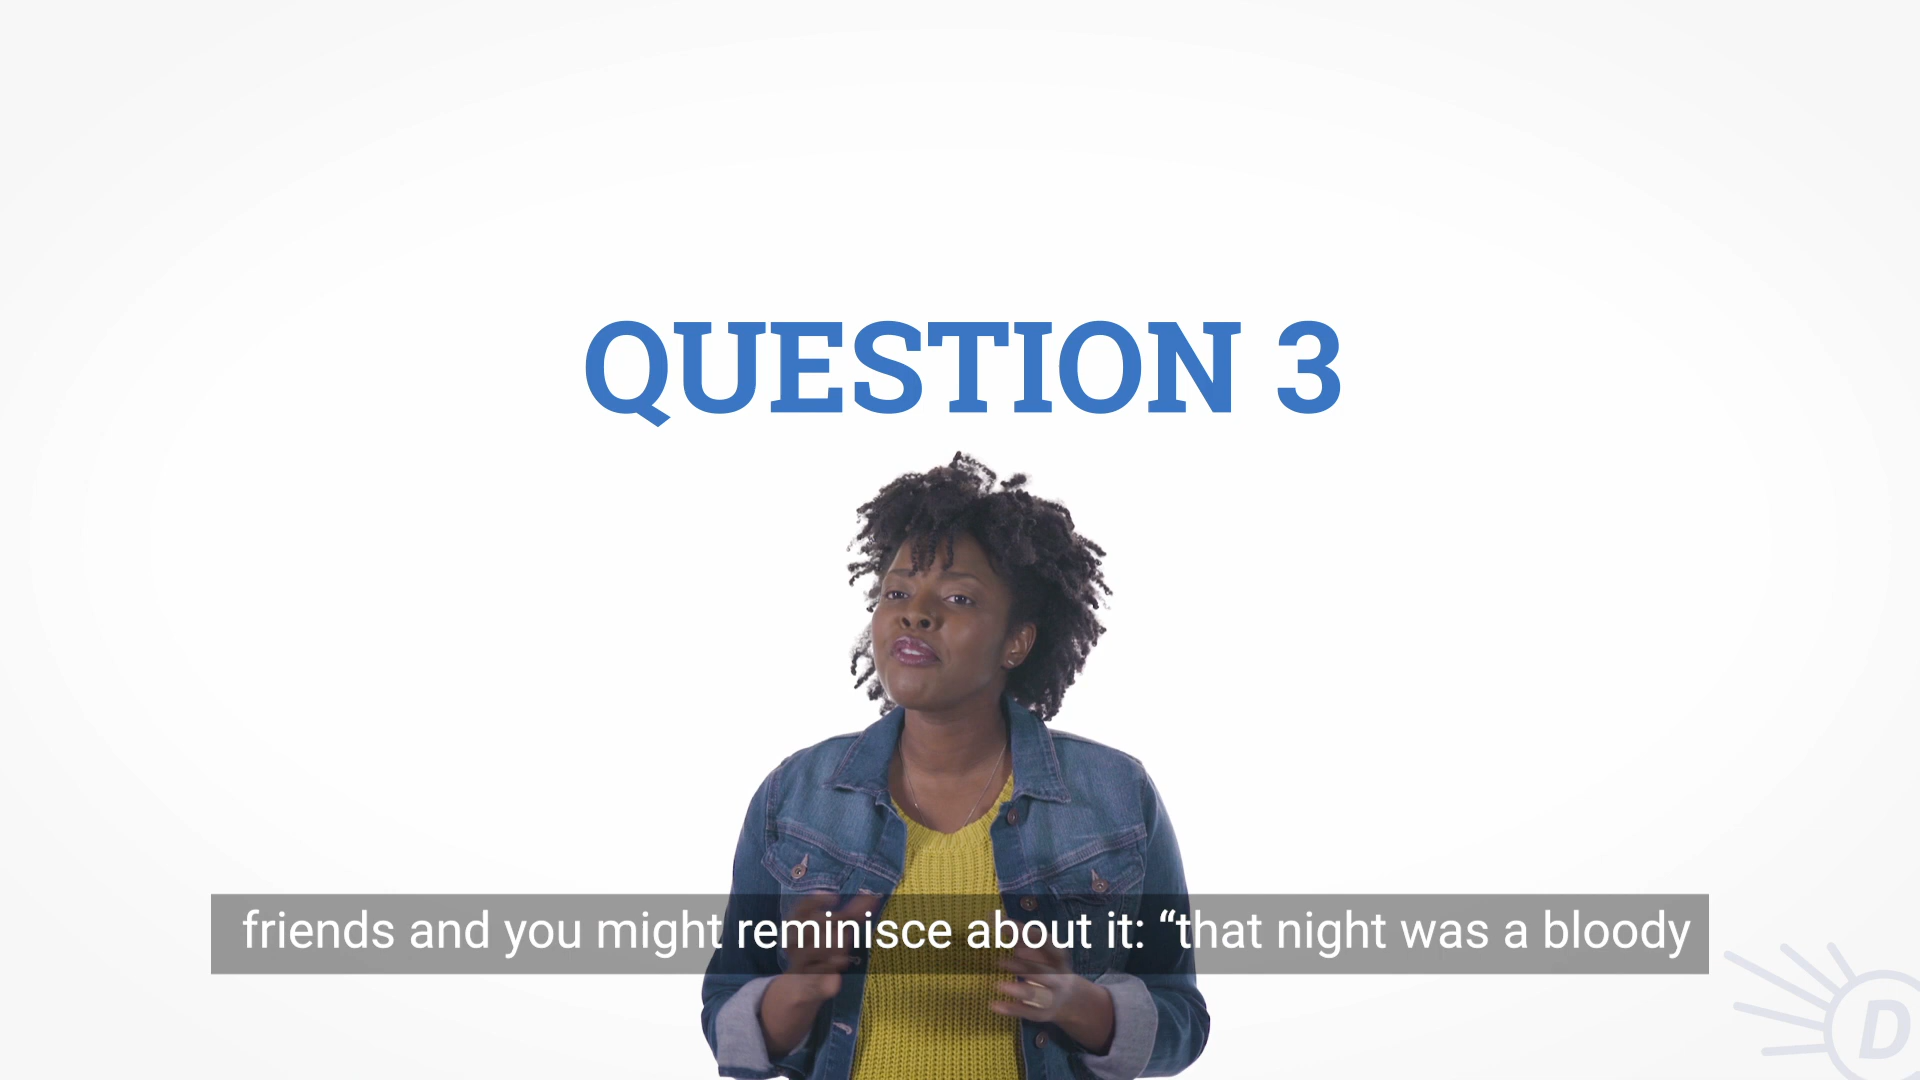 QUESTION 3
friends and you might reminisce about it: “that night was a bloody
D